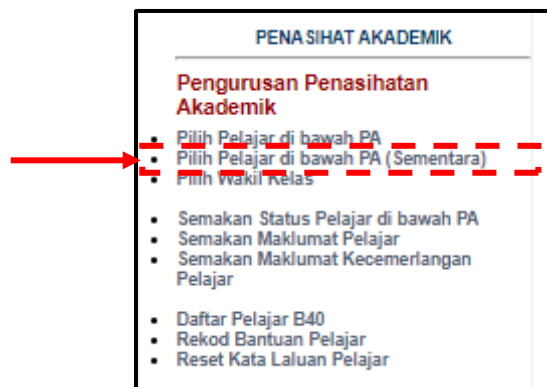 PENASIHAT AKADEMIK
Pengurusan Penasihatan
Akademik
• Pilih Pelajar di bawah PA
• Pilih Pelajar di bawah PA (Sementara)
• Pilih Wakil Kelas
• Semakan Status Pelajar di bawah PA
• Semakan Maklumat Pelajar
• Semakan Maklumat Kecemerlangan
Pelajar
• Daftar Pelajar B40
• Rekod Bantuan Pelajar
• Reset Kata Laluan Pelajar